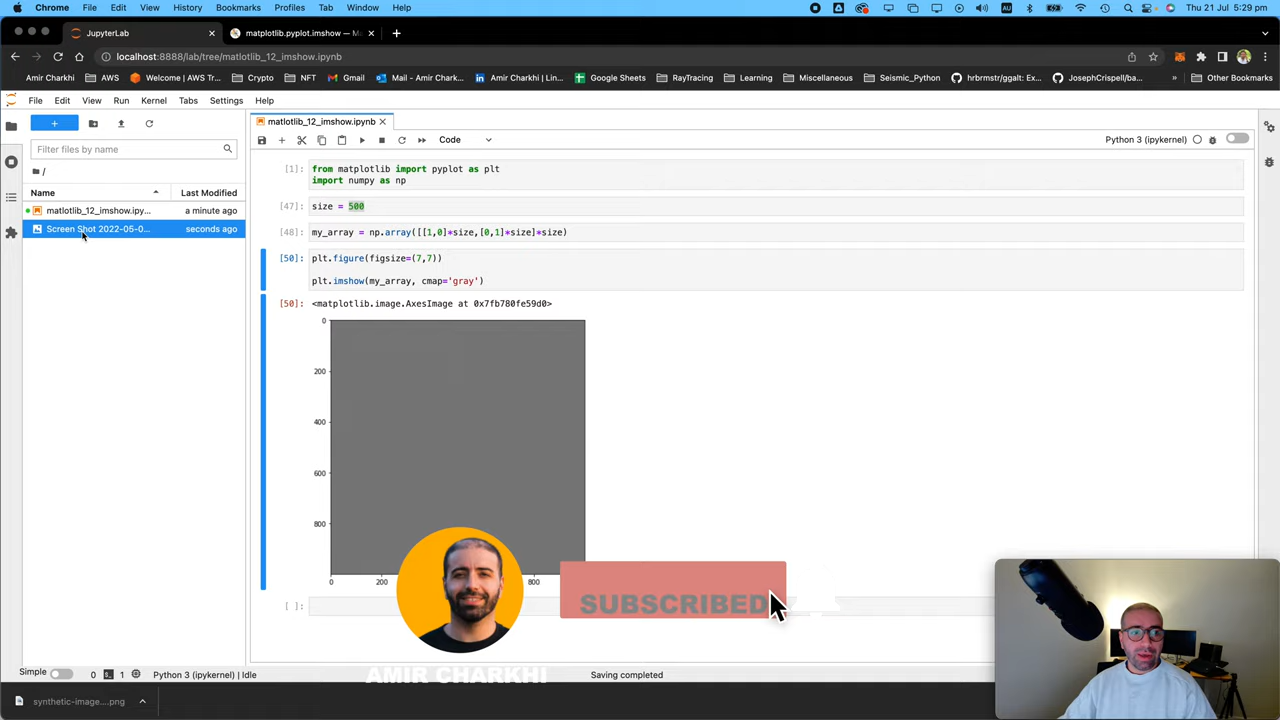 Chrome File Edit View History Bookmarks Profiles Tab Window Help AU Thu 21 Jul 5:29 pm
JupyterLab matplotlib.pyplot.imshow — M
localhost:8888/lab/tree/matlotlib_12_imshow.ipynb
Amir Charkhi AWS Welcome | AWS Tr... Crypto NFT Gmail Mail - Amir Charkhi... Amir Charkhi | Lin... Google Sheets RayTracing Learning Miscellaneous Seismic_Python hrbrmstr/ggalt: Ex... JosephCrispell/ba... » Other Bookmarks
File Edit View Run Kernel Tabs Settings Help
matlotlib_12_imshow.ipynb
Code Python 3 (ipykernel)
Filter files by name
/
Name Last Modified
matlotlib_12_imshow.ipy... a minute ago
Screen Shot 2022-05-0... seconds ago
[1]: from matplotlib import pyplot as plt
import numpy as np
[47]: size = 500
[48]: my_array = np.array([[1,0]*size,[0,1]*size]*size)
[50]: plt.figure(figsize=(7,7))
plt.imshow(my_array, cmap='gray')
[50]: <matplotlib.image.AxesImage at 0x7fb780fe59d0>
0
200
400
600
800
0 200 800
[ ]:
SUBSCRIBED
AMIR CHARKHI
Simple 0 1 Python 3 (ipykernel) | Idle Saving completed
synthetic-image....png